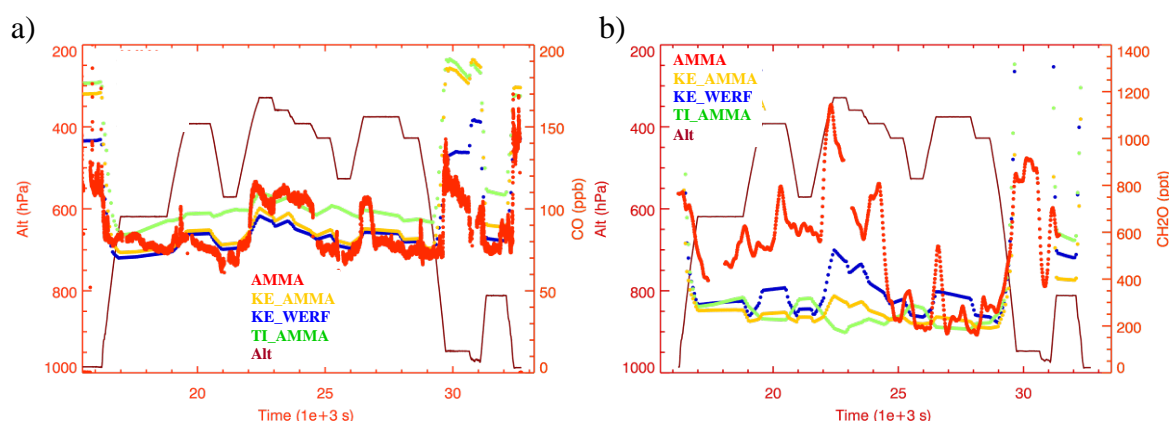 a)
200
400
600
800
1000
Alt (hPa)
200
150
100
50
0
CO (ppb)
20
25
30
Time (1e+3 s)
AMMA
KE_AMMA
KE_WERF
TI_AMMA
Alt
b)
200
400
600
800
1000
Alt (hPa)
1400
1200
1000
800
600
400
200
0
CH2O (ppt)
20
25
30
Time (1e+3 s)
AMMA
KE_AMMA
KE_WERF
TI_AMMA
Alt